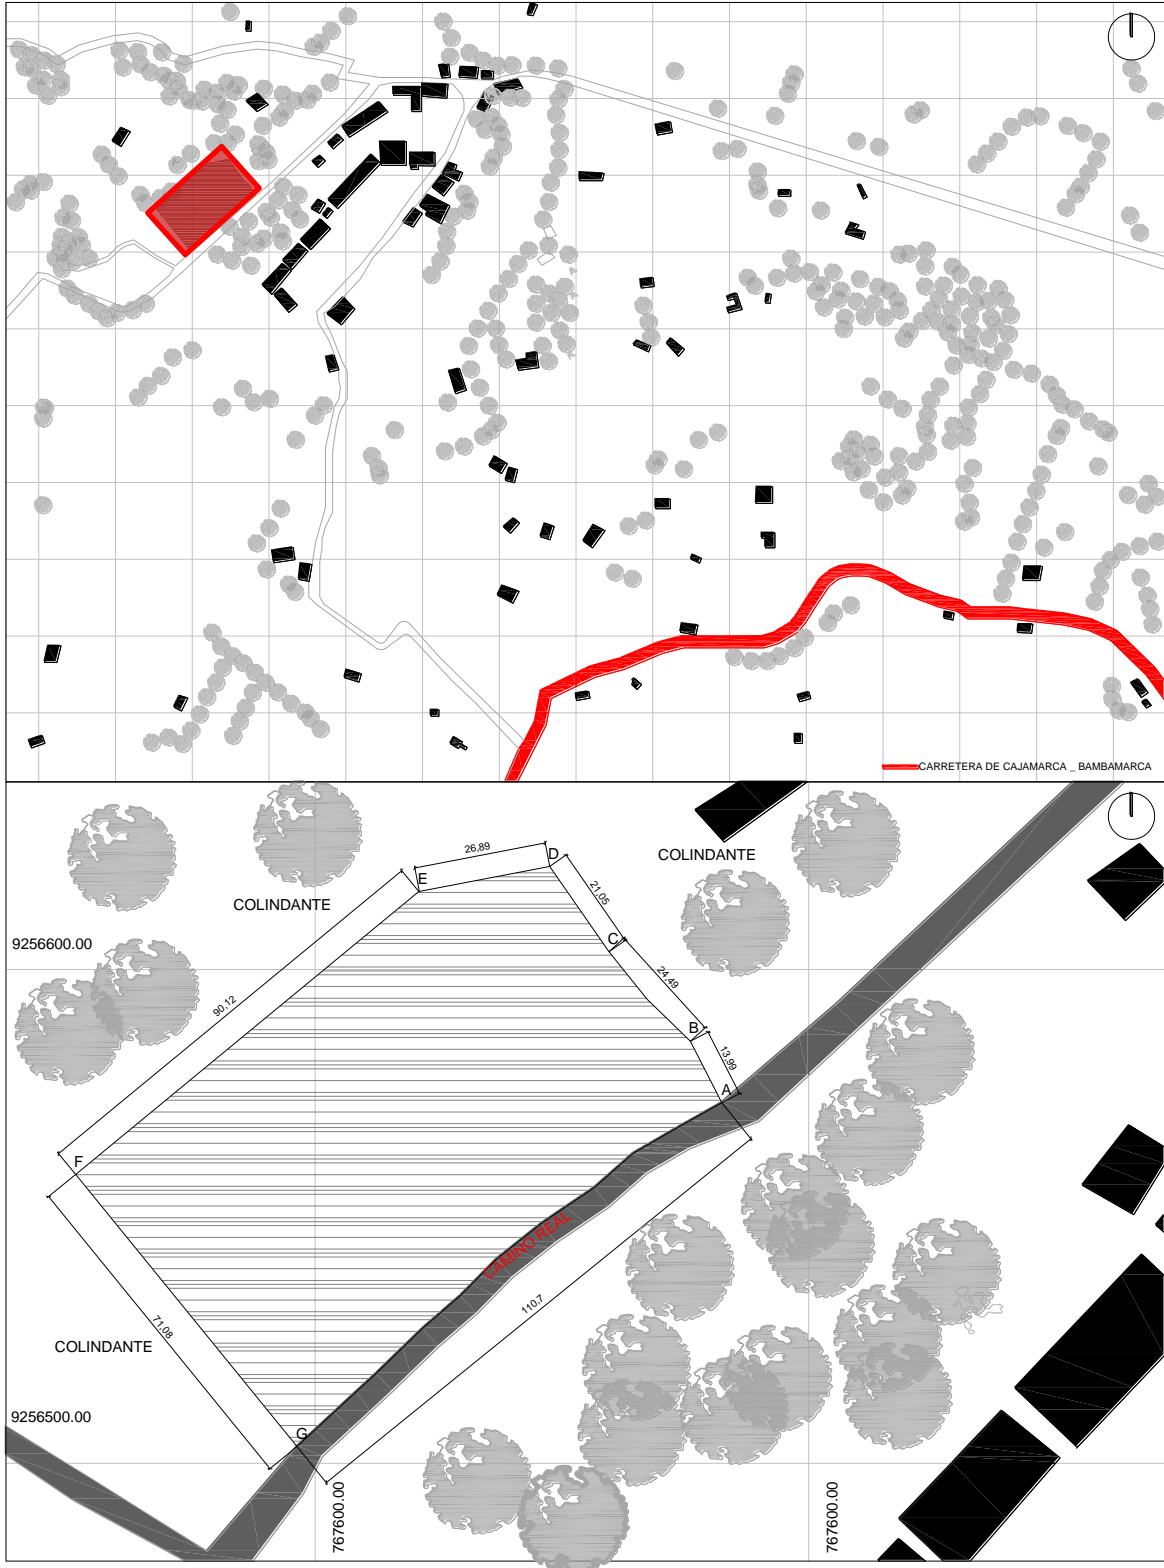 CARRETERA DE CAJAMARCA _ BAMBAMARCA
26,89
D
COLINDANTE
E
21,05
COLINDANTE
C
9256600.00
24,49
90,12
B
13,99
A
F
CAMINO REAL
110,7
71,08
COLINDANTE
9256500.00
G
767600.00
767600.00